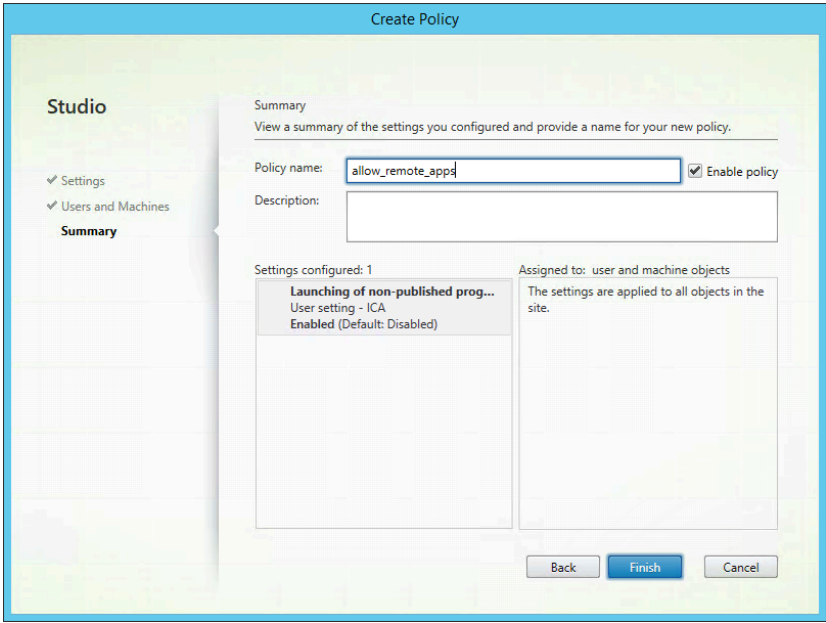 Create Policy
Studio
Settings
Users and Machines
Summary
Summary
View a summary of the settings you configured and provide a name for your new policy.
Policy name:
allow_remote_apps
Enable policy
Description:
Settings configured: 1
Launching of non-published prog...
User setting - ICA
Enabled (Default: Disabled)
Assigned to: user and machine objects
The settings are applied to all objects in the
site.
Back
Finish
Cancel